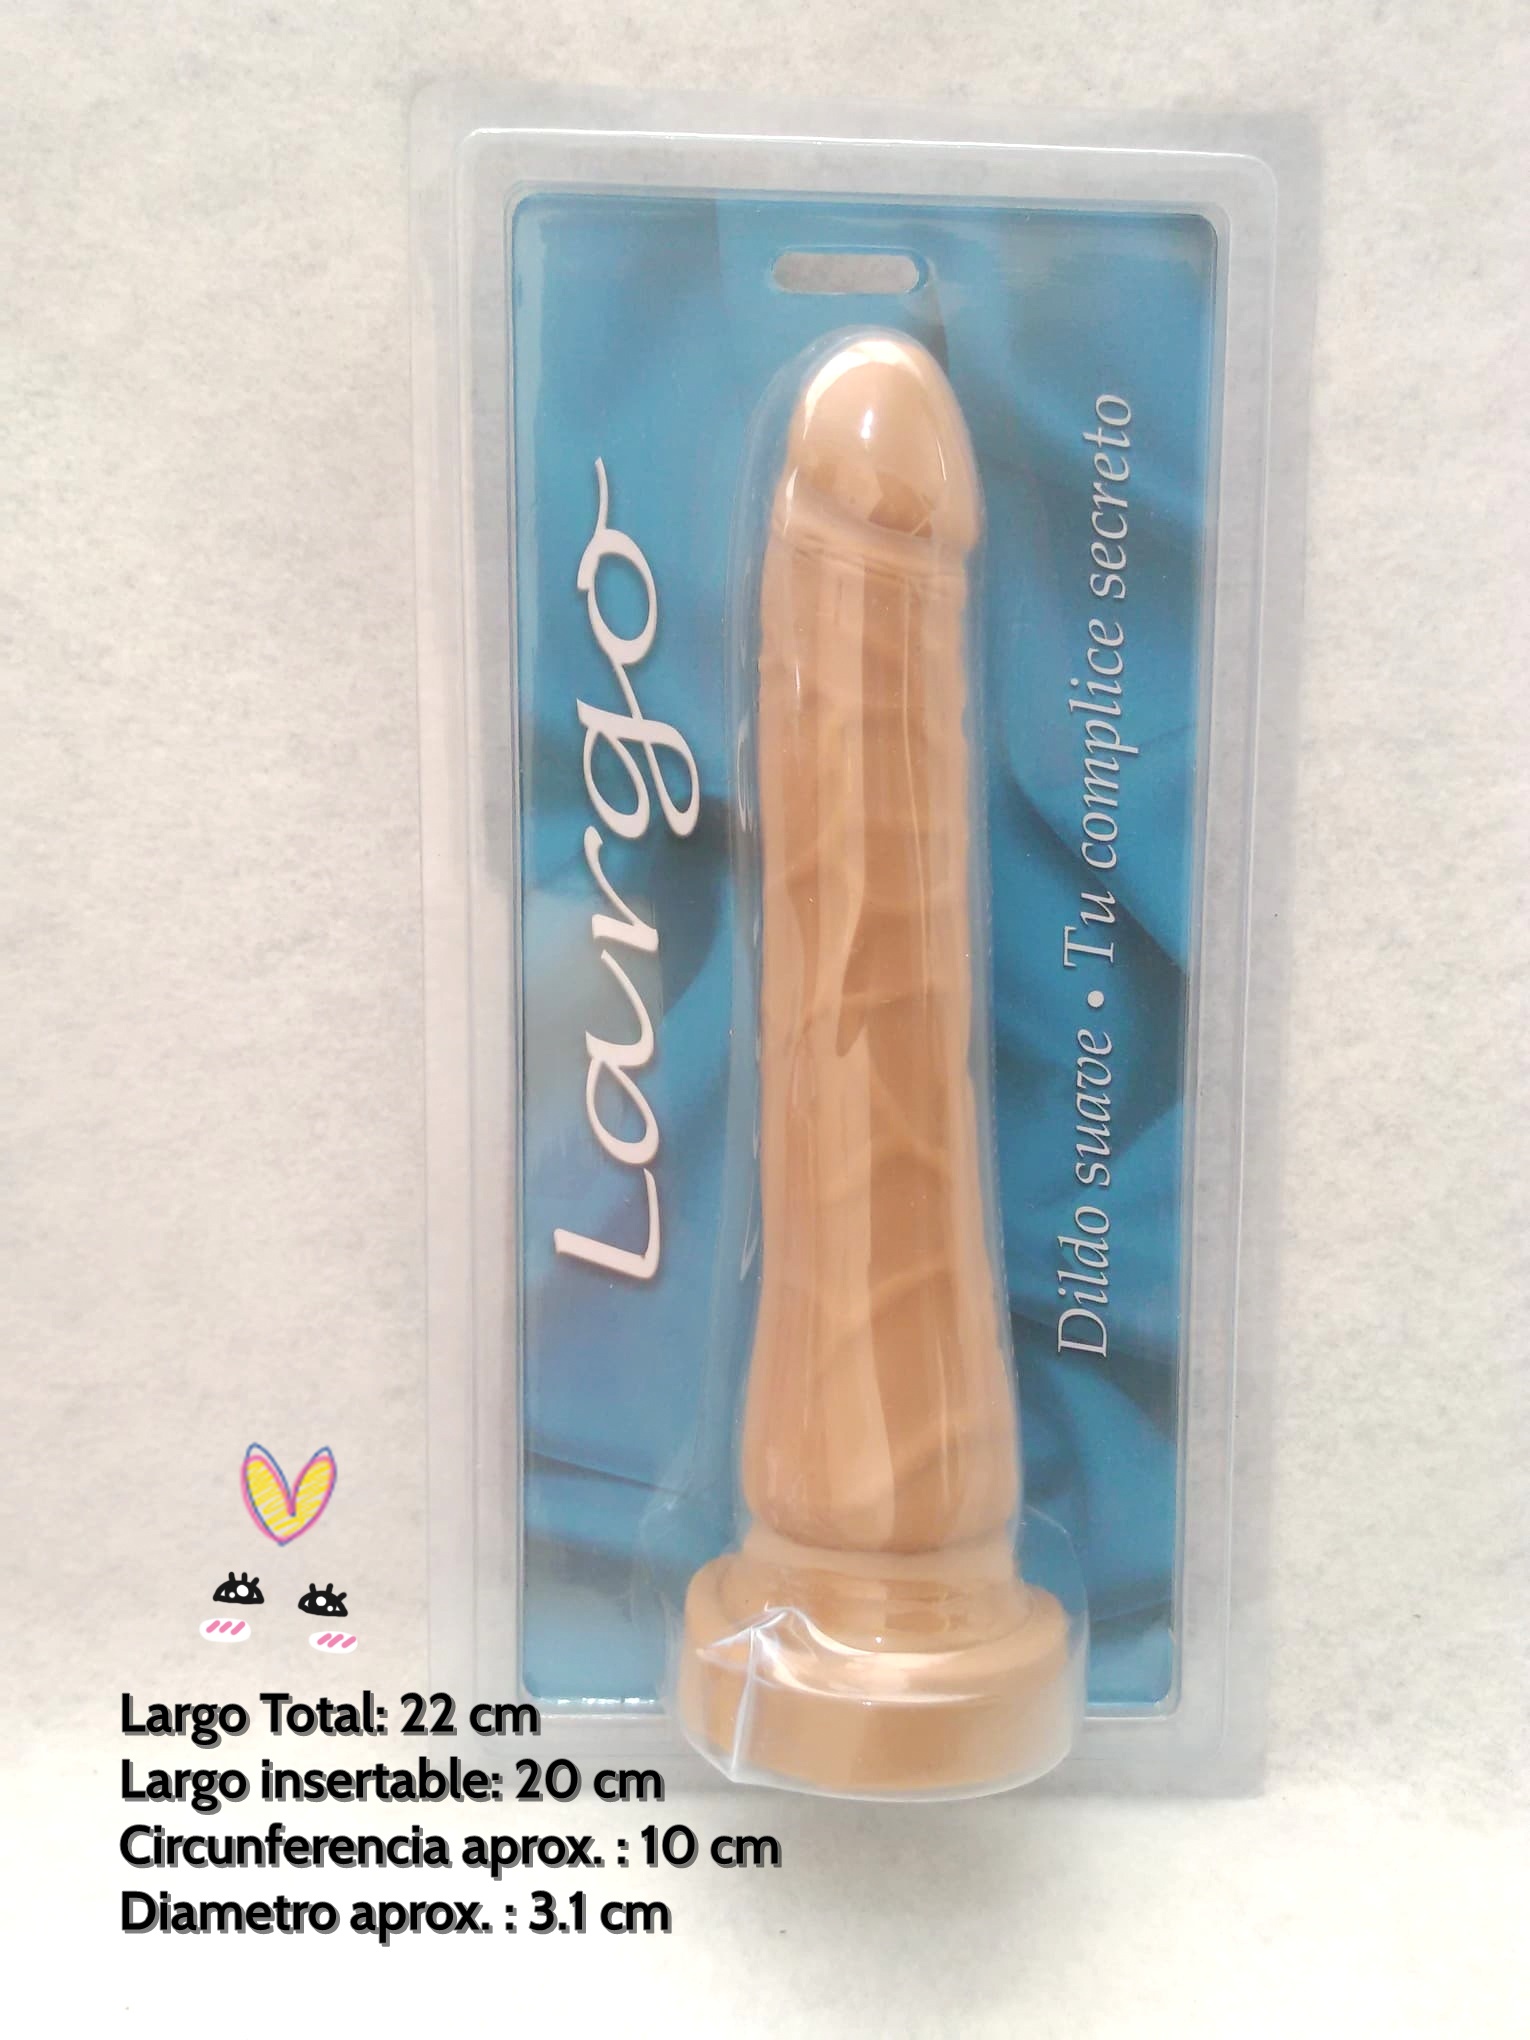 Largo
Dildo suave • Tu complice secreto
Largo Total: 22 cm
Largo insertable: 20 cm
Circunferencia aprox. : 10 cm
Diametro aprox. : 3.1 cm